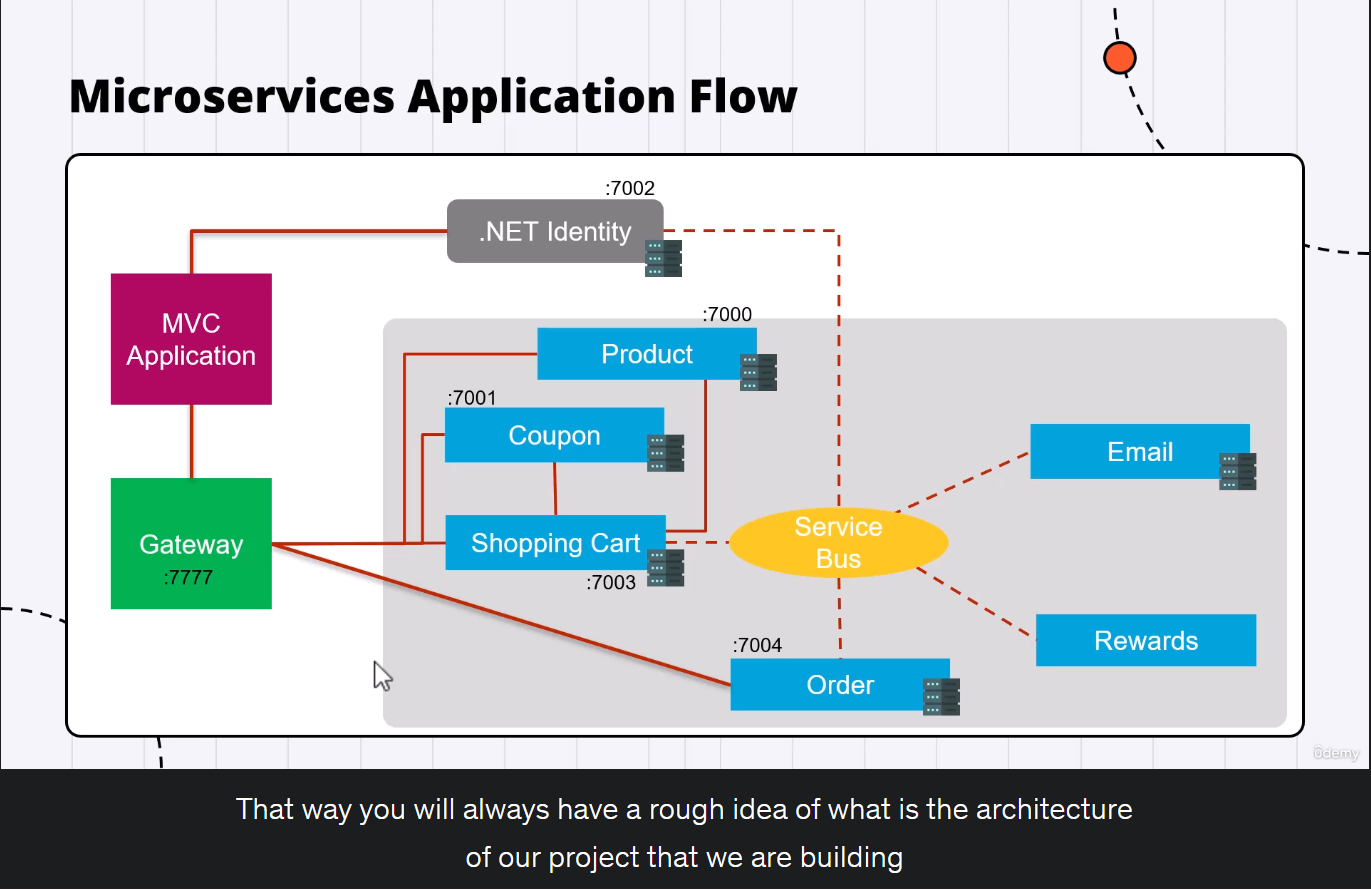 Microservices Application Flow
:7002
.NET Identity
MVC
Application
:7000
Product
:7001
Coupon
Email
Gateway
:7777
Shopping Cart
:7003
Service
Bus
:7004
Order
Rewards
ûdemy
That way you will always have a rough idea of what is the architecture
of our project that we are building